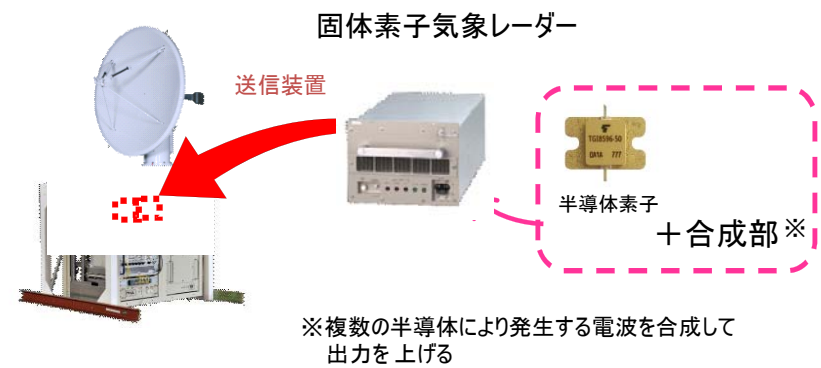 固体素子気象レーダー
送信装置
TGI8596-50
半導体素子
＋合成部※
※複数の半導体により発生する電波を合成して
出力を上げる